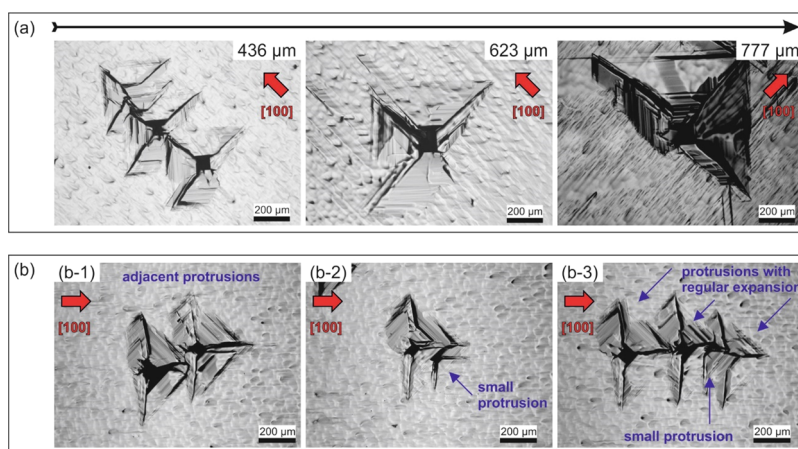 (a)
436 µm
[100]
200 µm
623 µm
[100]
200 µm
777 µm
[100]
200 µm
(b)
(b-1)
adjacent protrusions
[100]
200 µm
(b-2)
[100]
small
protrusion
200 µm
(b-3)
protrusions with
regular expansion
[100]
small protrusion
200 µm